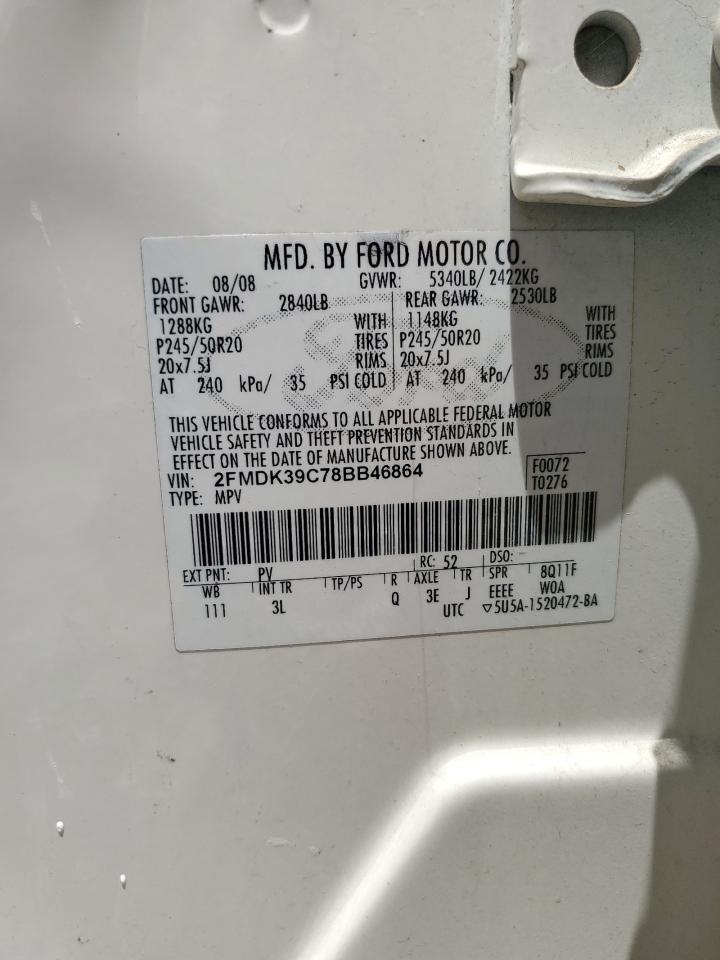 MFD. BY FORD MOTOR CO.
DATE: 08/08 GVWR: 5340LB/ 2422KG
FRONT GAWR: 2840LB REAR GAWR: 2530LB
1288KG WITH 1148KG WITH
P245/50R20 TIRES P245/50R20 TIRES
20x7.5J RIMS 20x7.5J RIMS
AT 240 kPa/ 35 PSI COLD AT 240 kPa/ 35 PSI COLD
THIS VEHICLE CONFORMS TO ALL APPLICABLE FEDERAL MOTOR
VEHICLE SAFETY AND THEFT PREVENTION STANDARDS IN
EFFECT ON THE DATE OF MANUFACTURE SHOWN ABOVE.
VIN: 2FMDK39C78BB46864 F0072
TYPE: MPV T0276
EXT PNT: PV RC: 52 DSO:
WB INT TR TP/PS R AXLE TR SPR 8Q11F
111 3L Q 3E J EEEE WOA
UTC ▽5U5A-1520472-BA